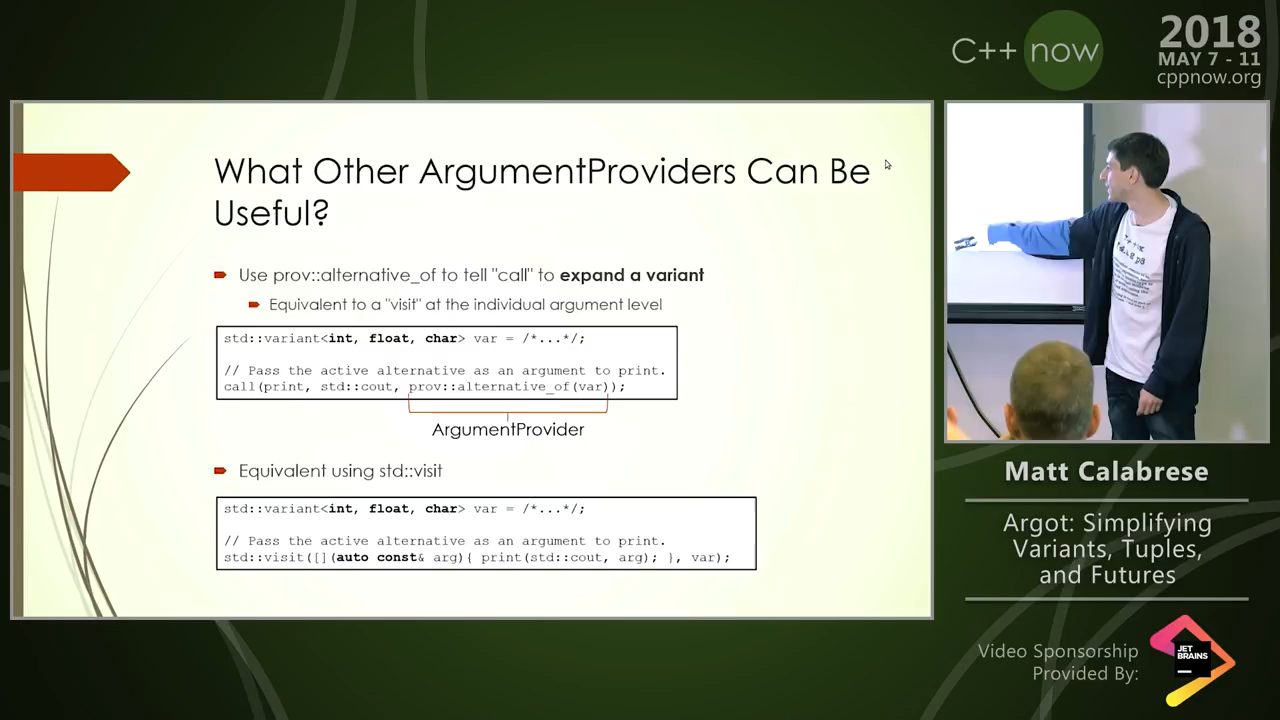 C++ now
2018
MAY 7 - 11
cppnow.org
What Other ArgumentProviders Can Be
Useful?
Use prov::alternative_of to tell "call" to expand a variant
Equivalent to a "visit" at the individual argument level
std::variant<int, float, char> var = /*...*/;
// Pass the active alternative as an argument to print.
call(print, std::cout, prov::alternative_of(var));
ArgumentProvider
Equivalent using std::visit
std::variant<int, float, char> var = /*...*/;
// Pass the active alternative as an argument to print.
std::visit([](auto const& arg){ print(std::cout, arg); }, var);
Matt Calabrese
Argot: Simplifying
Variants, Tuples,
and Futures
Video Sponsorship
Provided By:
JET
BRAINS